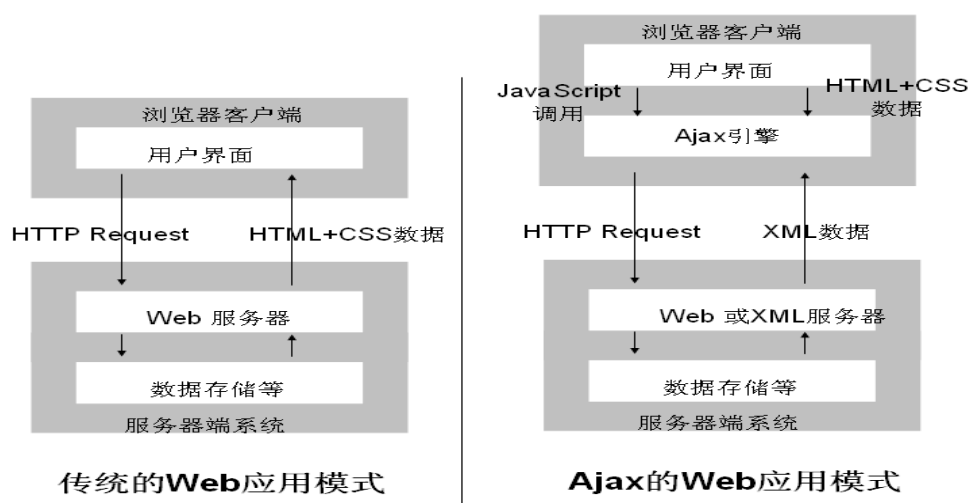 浏览器客户端
用户界面
HTTP Request
HTML+CSS数据
Web 服务器
数据存储等
服务器端系统
传统的Web应用模式
浏览器客户端
用户界面
JavaScript
调用
HTML+CSS
数据
Ajax引擎
HTTP Request
XML数据
Web 或XML服务器
数据存储等
服务器端系统
Ajax的Web应用模式